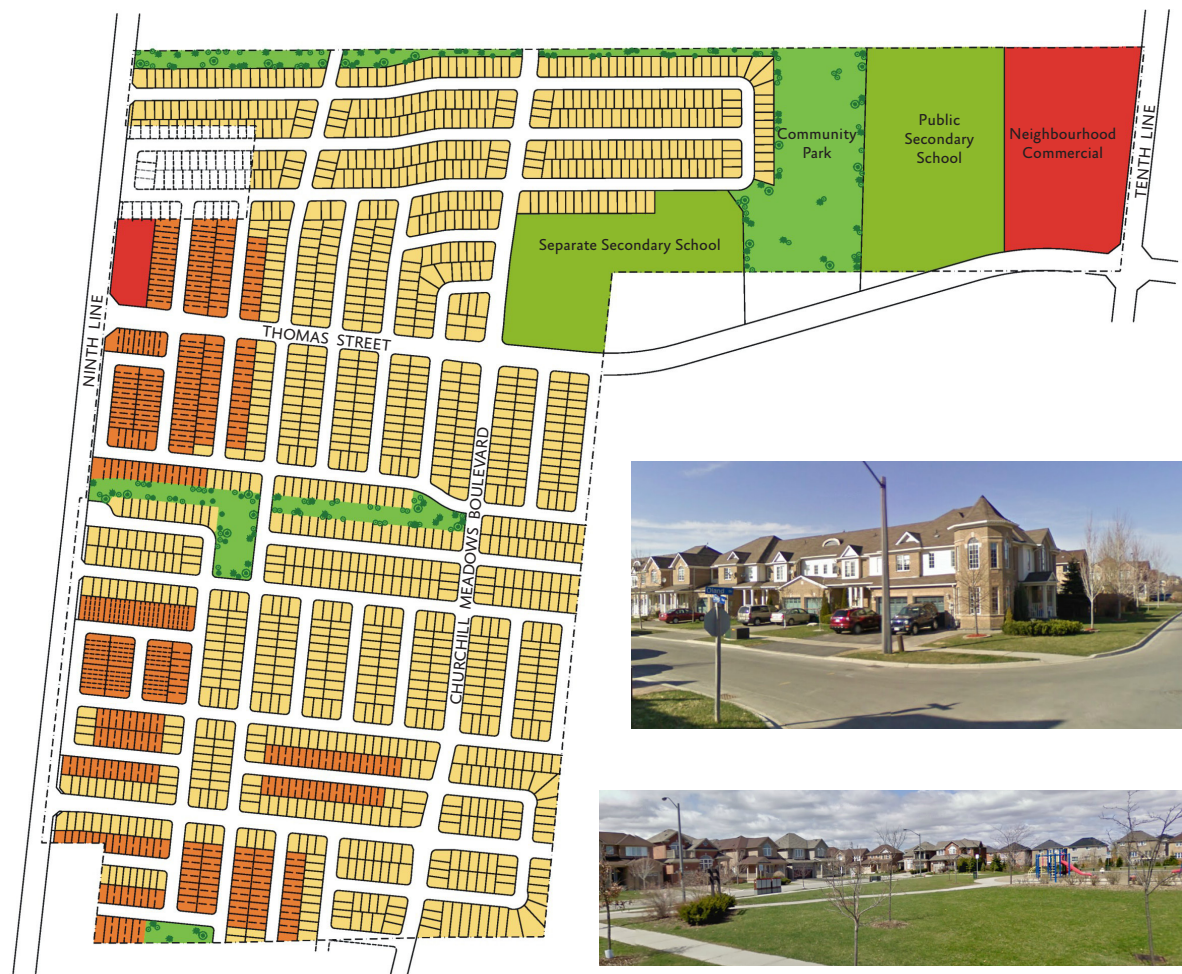 Community
Park
Public
Secondary
School
Neighbourhood
Commercial
TENTH LINE
Separate Secondary School
NINTH LINE
THOMAS STREET
CHURCHILL MEADOWS BOULEVARD